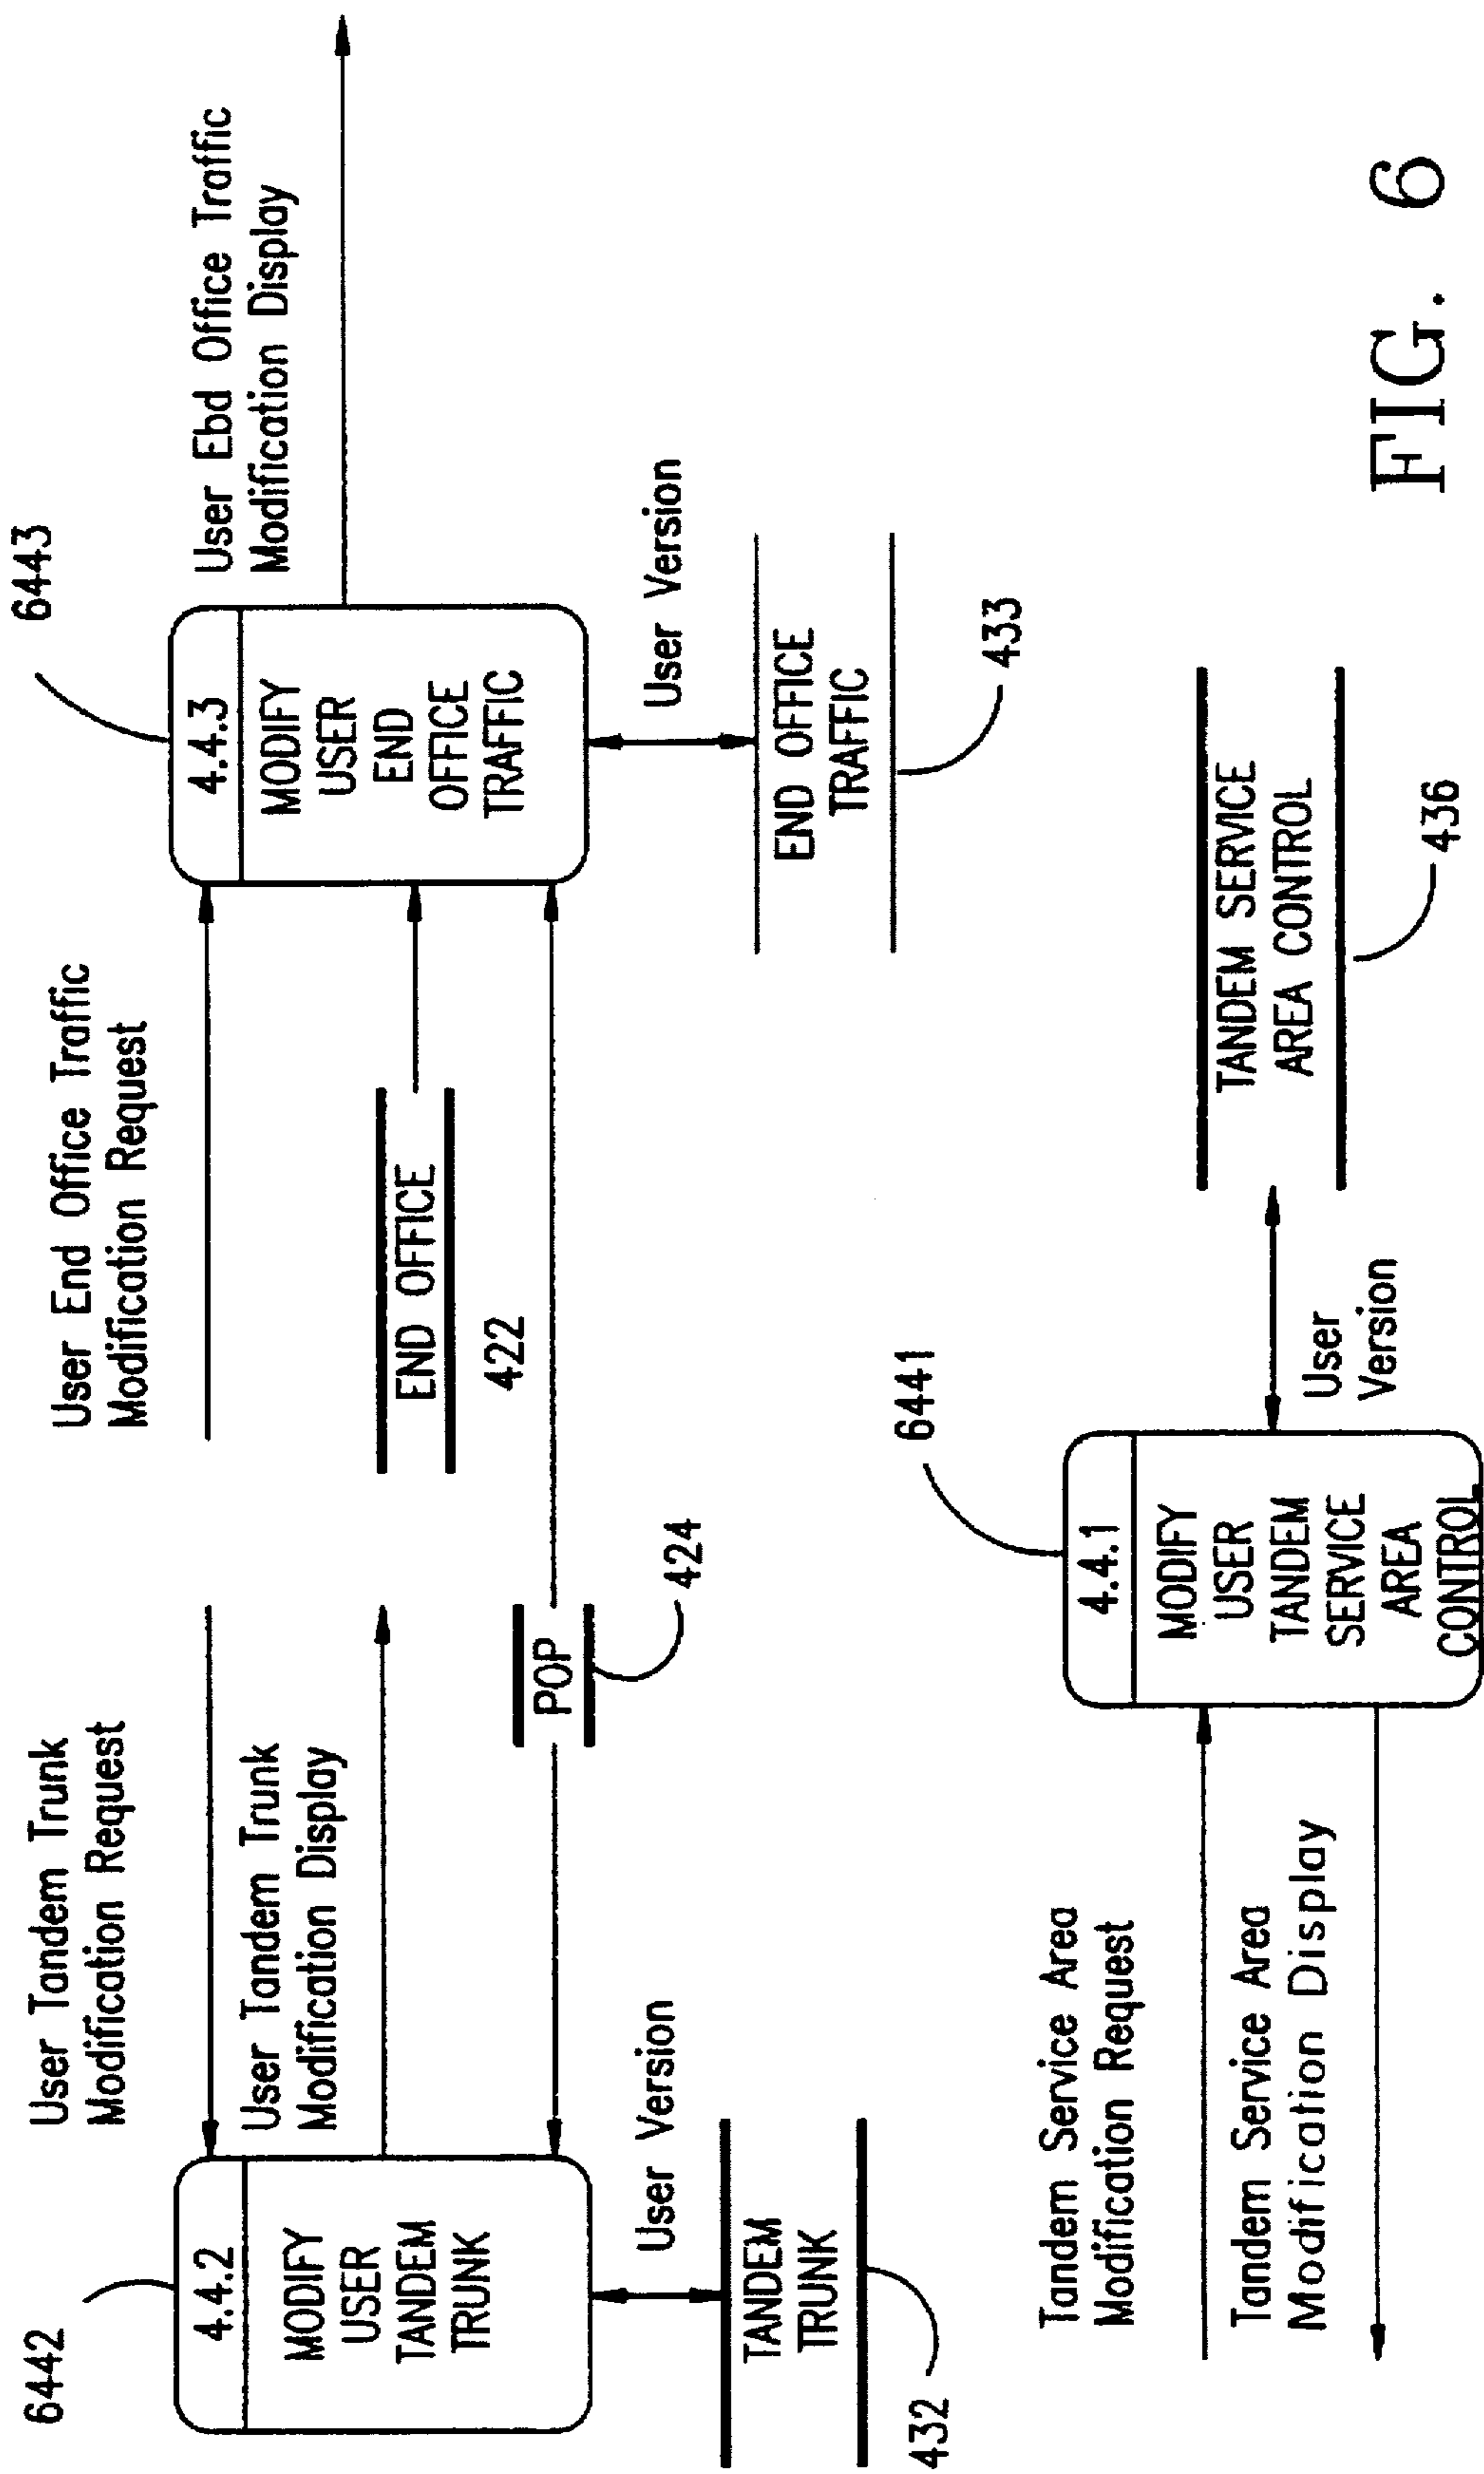 6442
4.4.2
MODIFY
USER
TANDEM
TRUNK
User Tandem Trunk
Modification Request
User Tandem Trunk
Modification Display
User Version
TANDEM
TRUNK
432
POP
424
User End Office Traffic
Modification Request
END OFFICE
422
6443
4.4.3
MODIFY
USER
END
OFFICE
TRAFFIC
User Ebd Office Traffic
Modification Display
User Version
END OFFICE
TRAFFIC
433
Tandem Service Area
Modification Request
Tandem Service Area
Modification Display
6441
4.4.1
MODIFY
USER
TANDEM
SERVICE
AREA
CONTROL
User
Version
TANDEM SERVICE
AREA CONTROL
436
FIG. 6